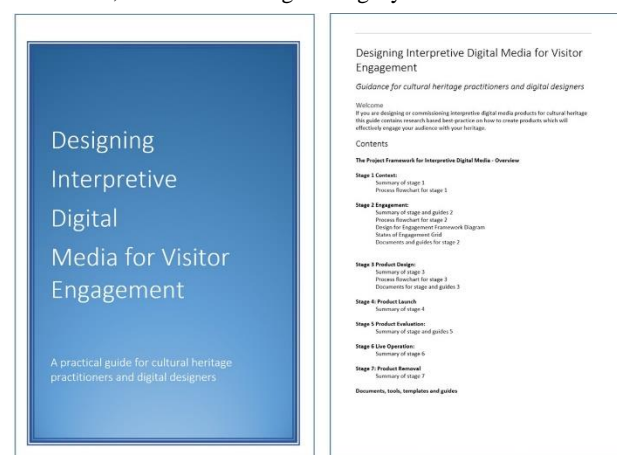 Designing
Interpretive
Digital
Media for Visitor
Engagement
A practical guide for cultural heritage
practitioners and digital designers
Designing Interpretive Digital Media for Visitor
Engagement
Guidance for cultural heritage practitioners and digital designers
Welcome
If you are designing or commissioning interpretive digital media products for cultural heritage
this guide contains research based best-practice on how to create products which will
effectively engage your audience with your heritage.
Contents
The Project Framework for Interpretive Digital Media - Overview
Stage 1 Context:
Summary of stage 1
Process flowchart for stage 1
Stage 2 Engagement:
Summary of stage and guides 2
Process flowchart for stage 2
Design for Engagement Framework Diagram
States of Engagement Grid
Documents and guides for stage 2
Stage 3 Product Design:
Summary of stage 3
Process flowchart for stage 3
Documents for stage and guides 3
Stage 4: Product Launch
Summary of stage 4
Stage 5 Product Evaluation:
Summary of stage and guides 5
Stage 6 Live Operation:
Summary of stage 6
Stage 7: Product Removal
Summary of stage 7
Documents, tools, templates and guides